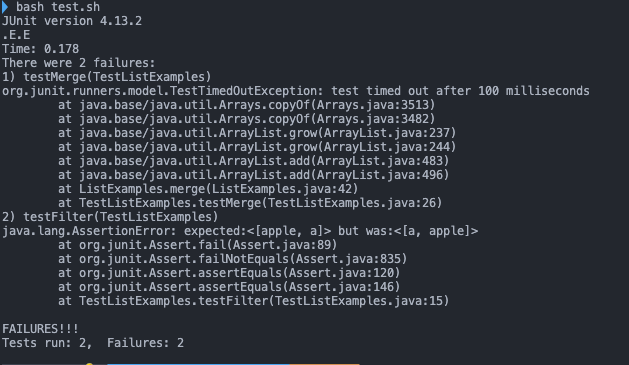 bash test.sh
JUnit version 4.13.2
.E.E
Time: 0.178
There were 2 failures:
1) testMerge(TestListExamples)
org.junit.runners.model.TestTimedOutException: test timed out after 100 milliseconds
        at java.base/java.util.Arrays.copyOf(Arrays.java:3513)
        at java.base/java.util.Arrays.copyOf(Arrays.java:3482)
        at java.base/java.util.ArrayList.grow(ArrayList.java:237)
        at java.base/java.util.ArrayList.grow(ArrayList.java:244)
        at java.base/java.util.ArrayList.add(ArrayList.java:483)
        at java.base/java.util.ArrayList.add(ArrayList.java:496)
        at ListExamples.merge(ListExamples.java:42)
        at TestListExamples.testMerge(TestListExamples.java:26)
2) testFilter(TestListExamples)
java.lang.AssertionError: expected:<[apple, a]> but was:<[a, apple]>
        at org.junit.Assert.fail(Assert.java:89)
        at org.junit.Assert.failNotEquals(Assert.java:835)
        at org.junit.Assert.assertEquals(Assert.java:120)
        at org.junit.Assert.assertEquals(Assert.java:146)
        at TestListExamples.testFilter(TestListExamples.java:15)

FAILURES!!!
Tests run: 2,  Failures: 2